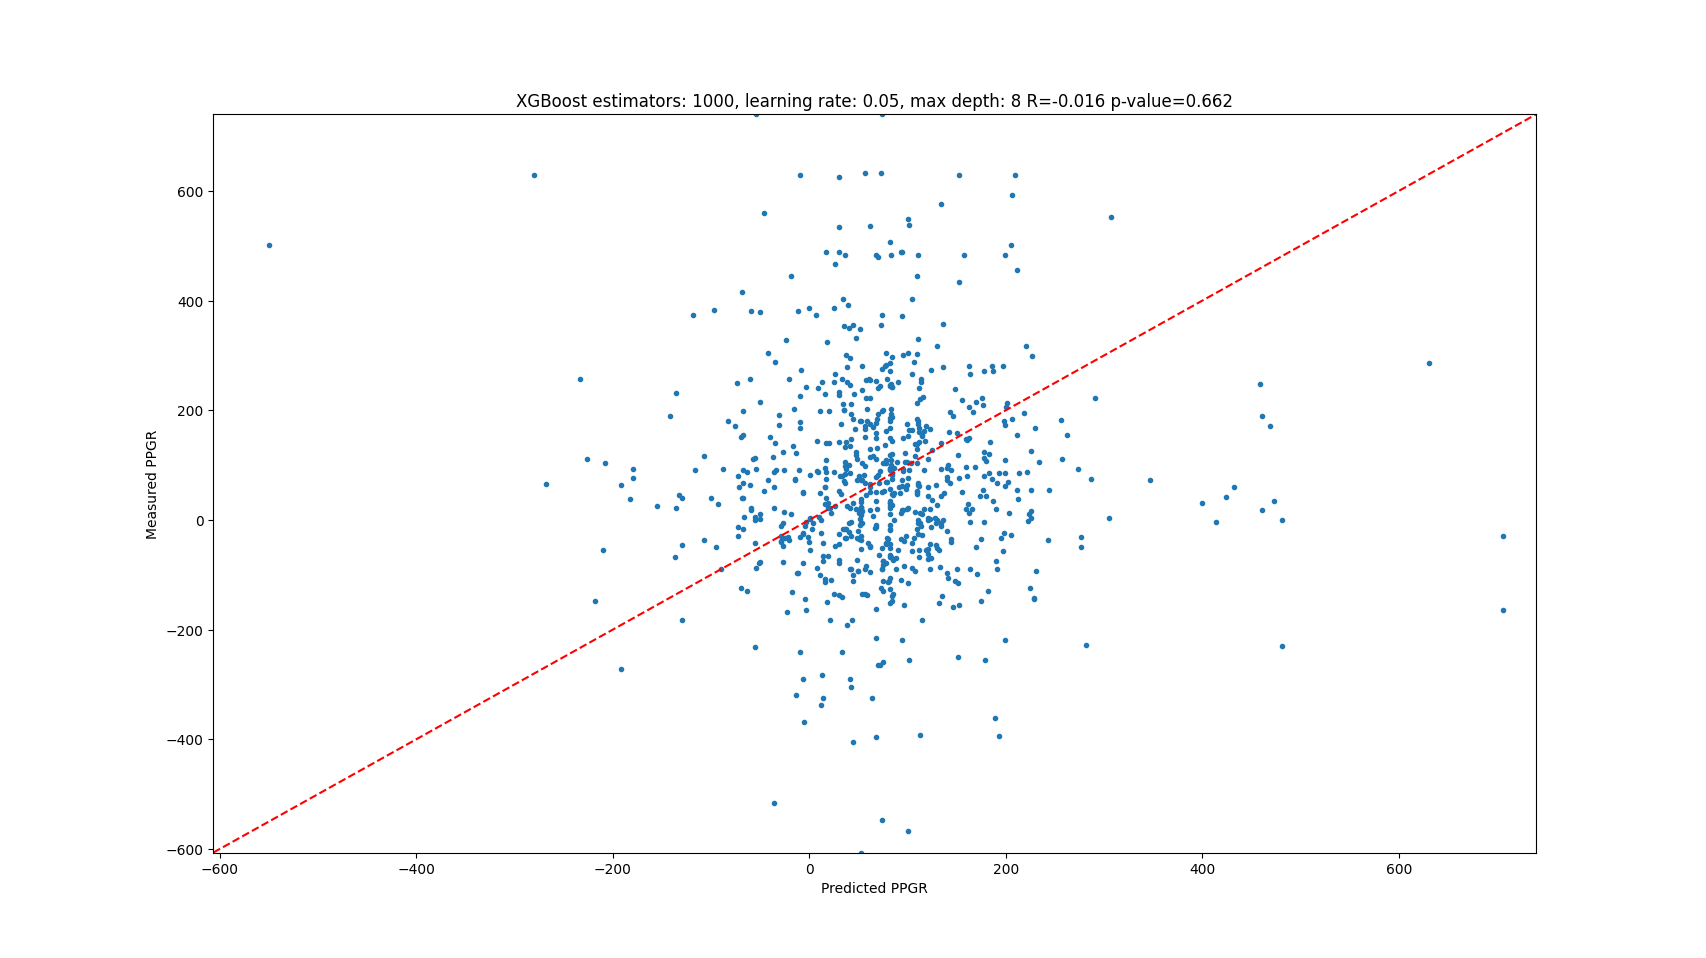 XGBoost estimators: 1000, learning rate: 0.05, max depth: 8 R=-0.016 p-value=0.662
600
400
200
0
−200
−400
−600
Measured PPGR
−600 −400 −200 0 200 400 600
Predicted PPGR